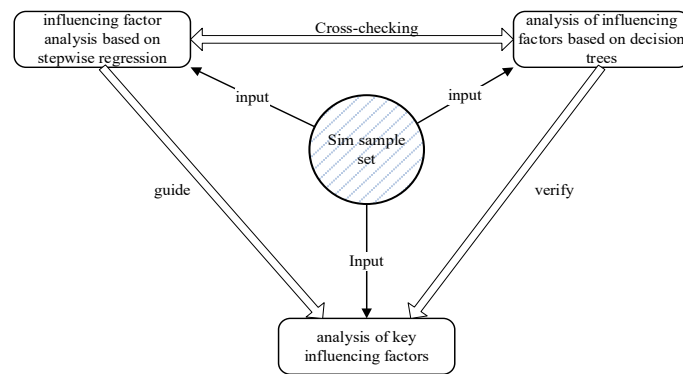 influencing factor
analysis based on
stepwise regression
Cross-checking
analysis of influencing
factors based on decision
trees
input
input
Sim sample
set
guide
verify
Input
analysis of key
influencing factors